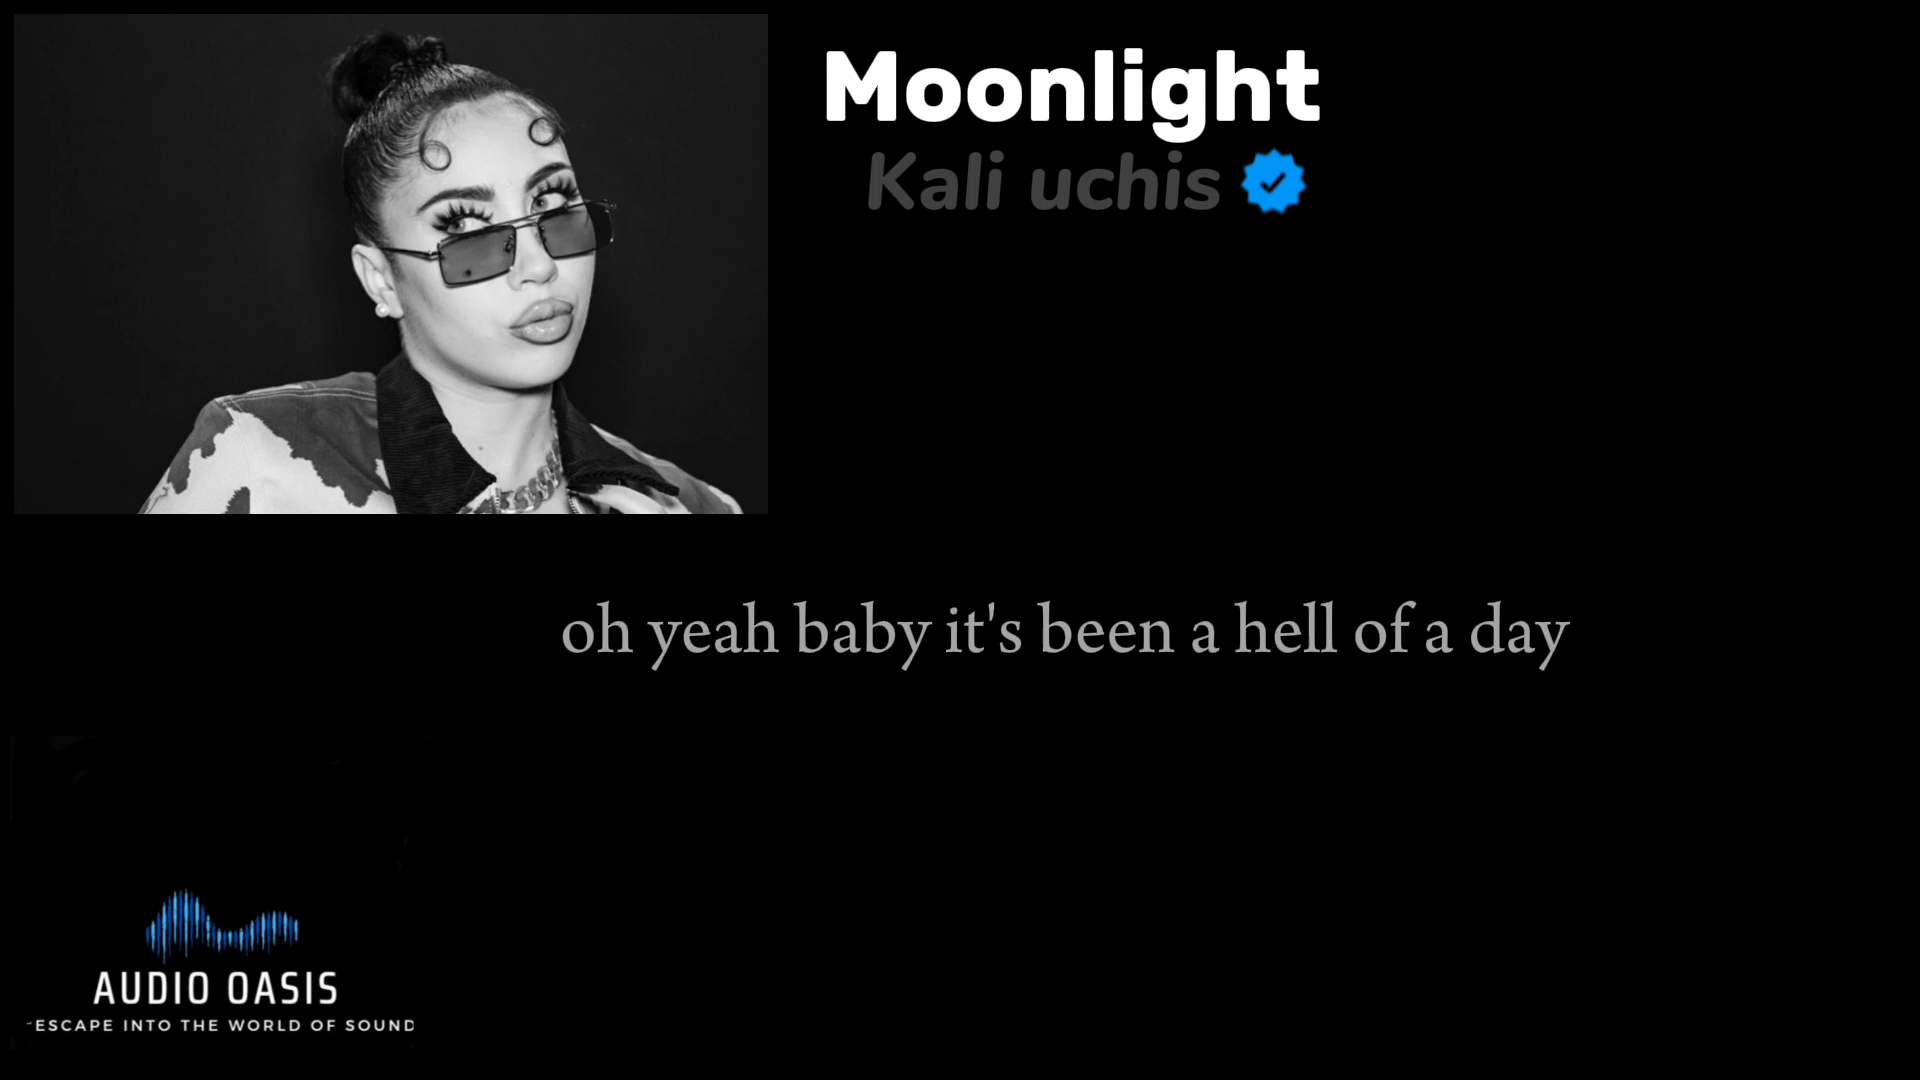 Moonlight
Kali uchis
oh yeah baby it's been a hell of a day
AUDIO OASIS
ESCAPE INTO THE WORLD OF SOUND